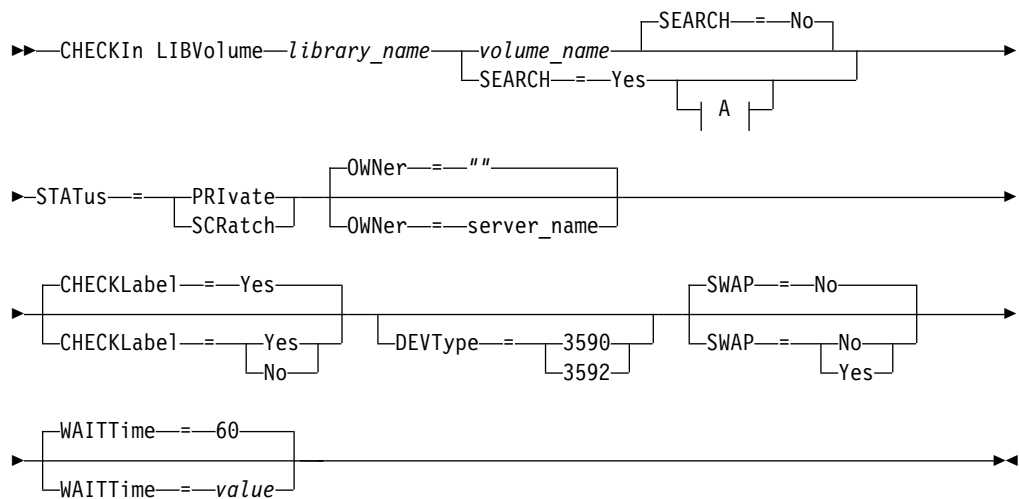 SEARCH = No
CHECKIn LIBVolume library_name volume_name
SEARCH = Yes
A
OWNer = ""
STATus = PRIvate
SCRatch OWNer = server_name
CHECKLabel = Yes SWAP = No
CHECKLabel = Yes DEVType = 3590 SWAP = No
No 3592 Yes
WAITTime = 60
WAITTime = value